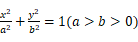 x²/a² + y²/b² = 1(a > b > 0)